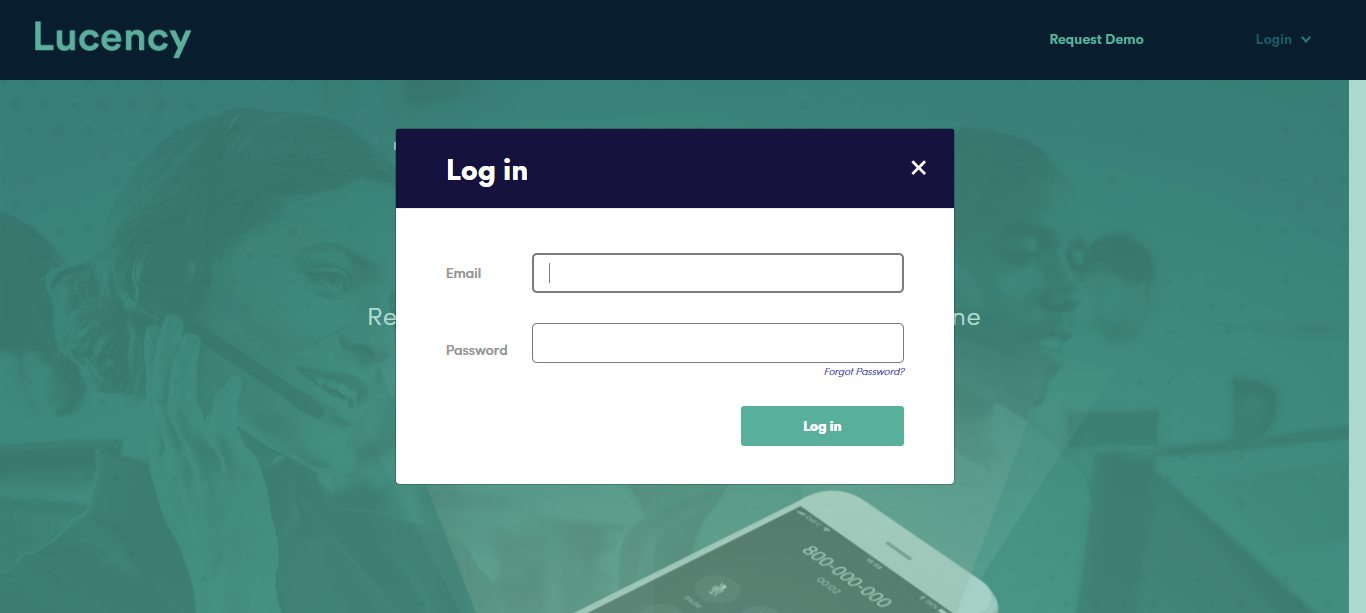 Lucency
Request Demo
Login
Log in
Email
Re
ne
Password
Forgot Password?
Log in
800-000-000
00:02
mute